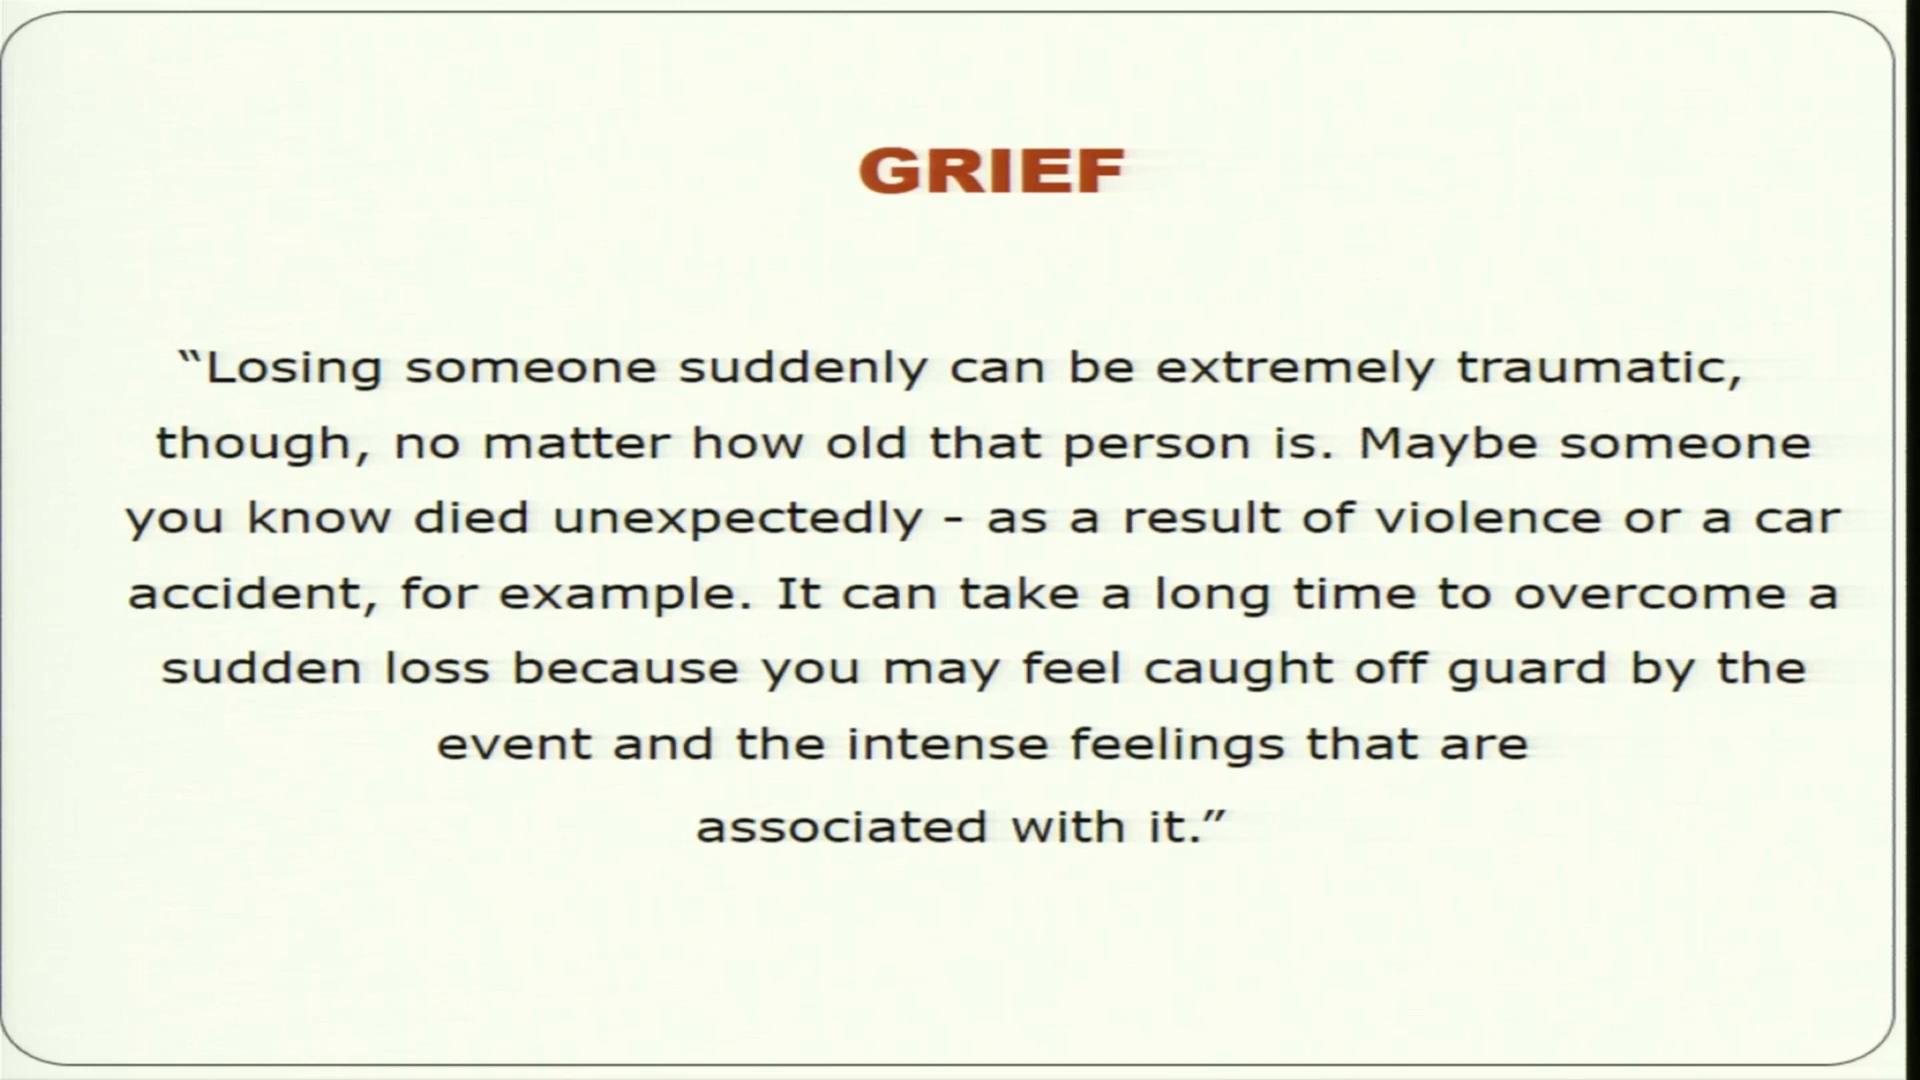 GRIEF
“Losing someone suddenly can be extremely traumatic,
though, no matter how old that person is. Maybe someone
you know died unexpectedly - as a result of violence or a car
accident, for example. It can take a long time to overcome a
sudden loss because you may feel caught off guard by the
event and the intense feelings that are
associated with it.”